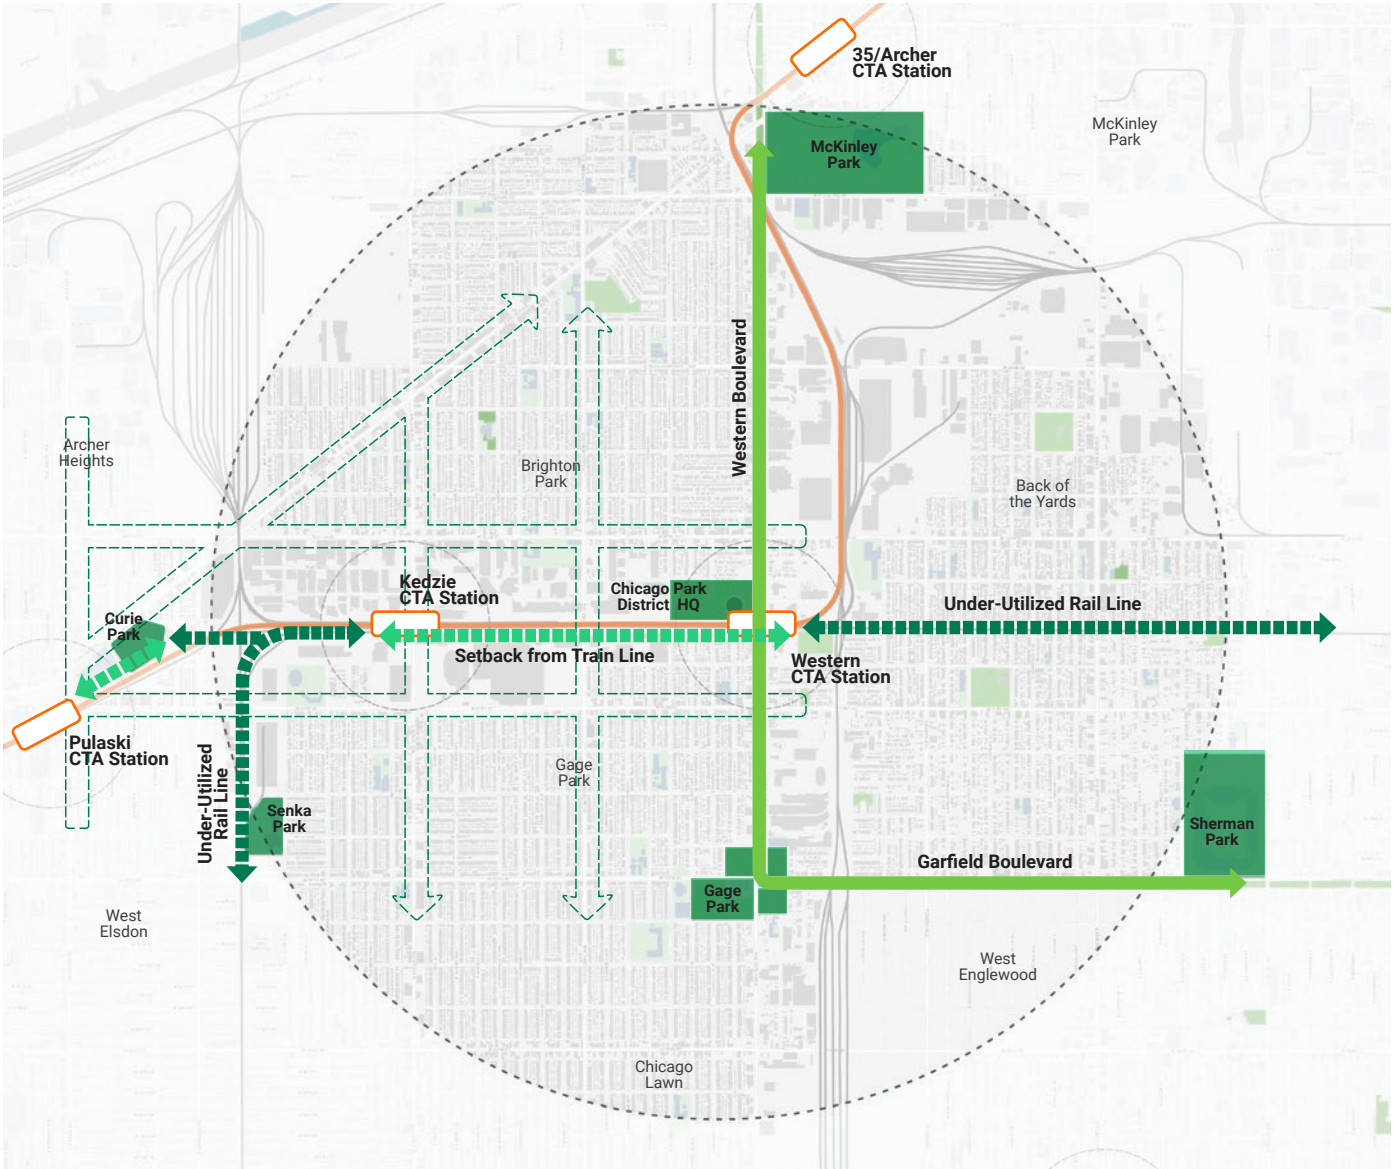 35/Archer
CTA Station
McKinley
Park
McKinley
Park
Western Boulevard
Archer
Heights
Brighton
Park
Back of
the Yards
Kedzie
CTA Station
Chicago Park
District HQ
Under-Utilized Rail Line
Curie
Park
Setback from Train Line
Western
CTA Station
Pulaski
CTA Station
Under-Utilized
Rail Line
Gage
Park
Senka
Park
Sherman
Park
Garfield Boulevard
Gage
Park
West
Elsdon
West
Englewood
Chicago
Lawn